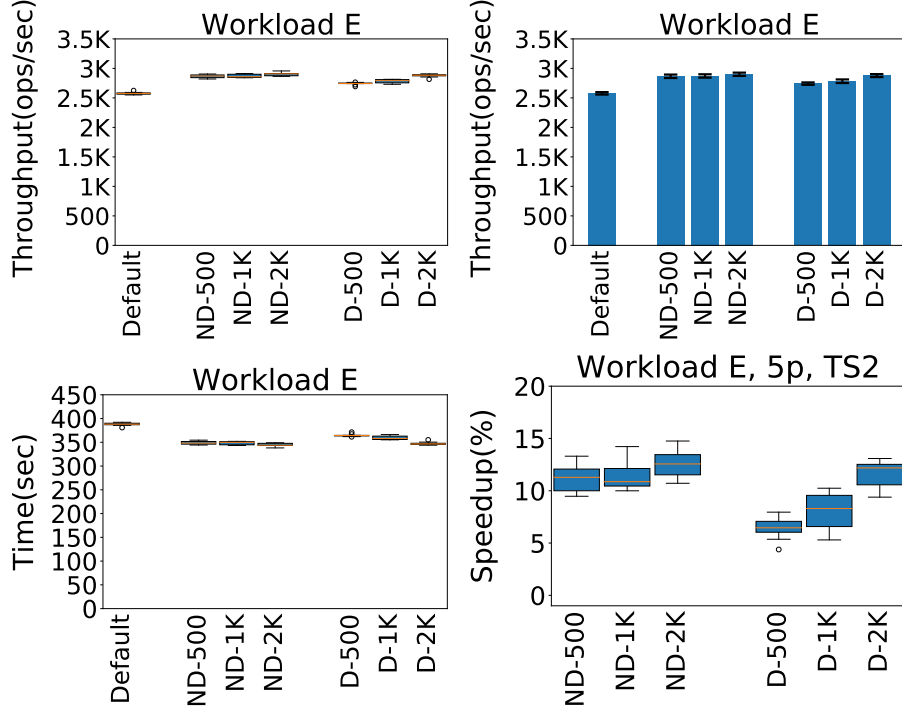 Workload E
Throughput(ops/sec)
3.5K
3K
2.5K
2K
1.5K
1K
500
0
Default
ND-500
ND-1K
ND-2K
D-500
D-1K
D-2K
Workload E
Throughput(ops/sec)
3.5K
3K
2.5K
2K
1.5K
1K
500
0
Default
ND-500
ND-1K
ND-2K
D-500
D-1K
D-2K
Workload E
Time(sec)
450
400
350
300
250
200
150
100
50
0
Default
ND-500
ND-1K
ND-2K
D-500
D-1K
D-2K
Workload E, 5p, TS2
Speedup(%)
20
15
10
5
0
ND-500
ND-1K
ND-2K
D-500
D-1K
D-2K